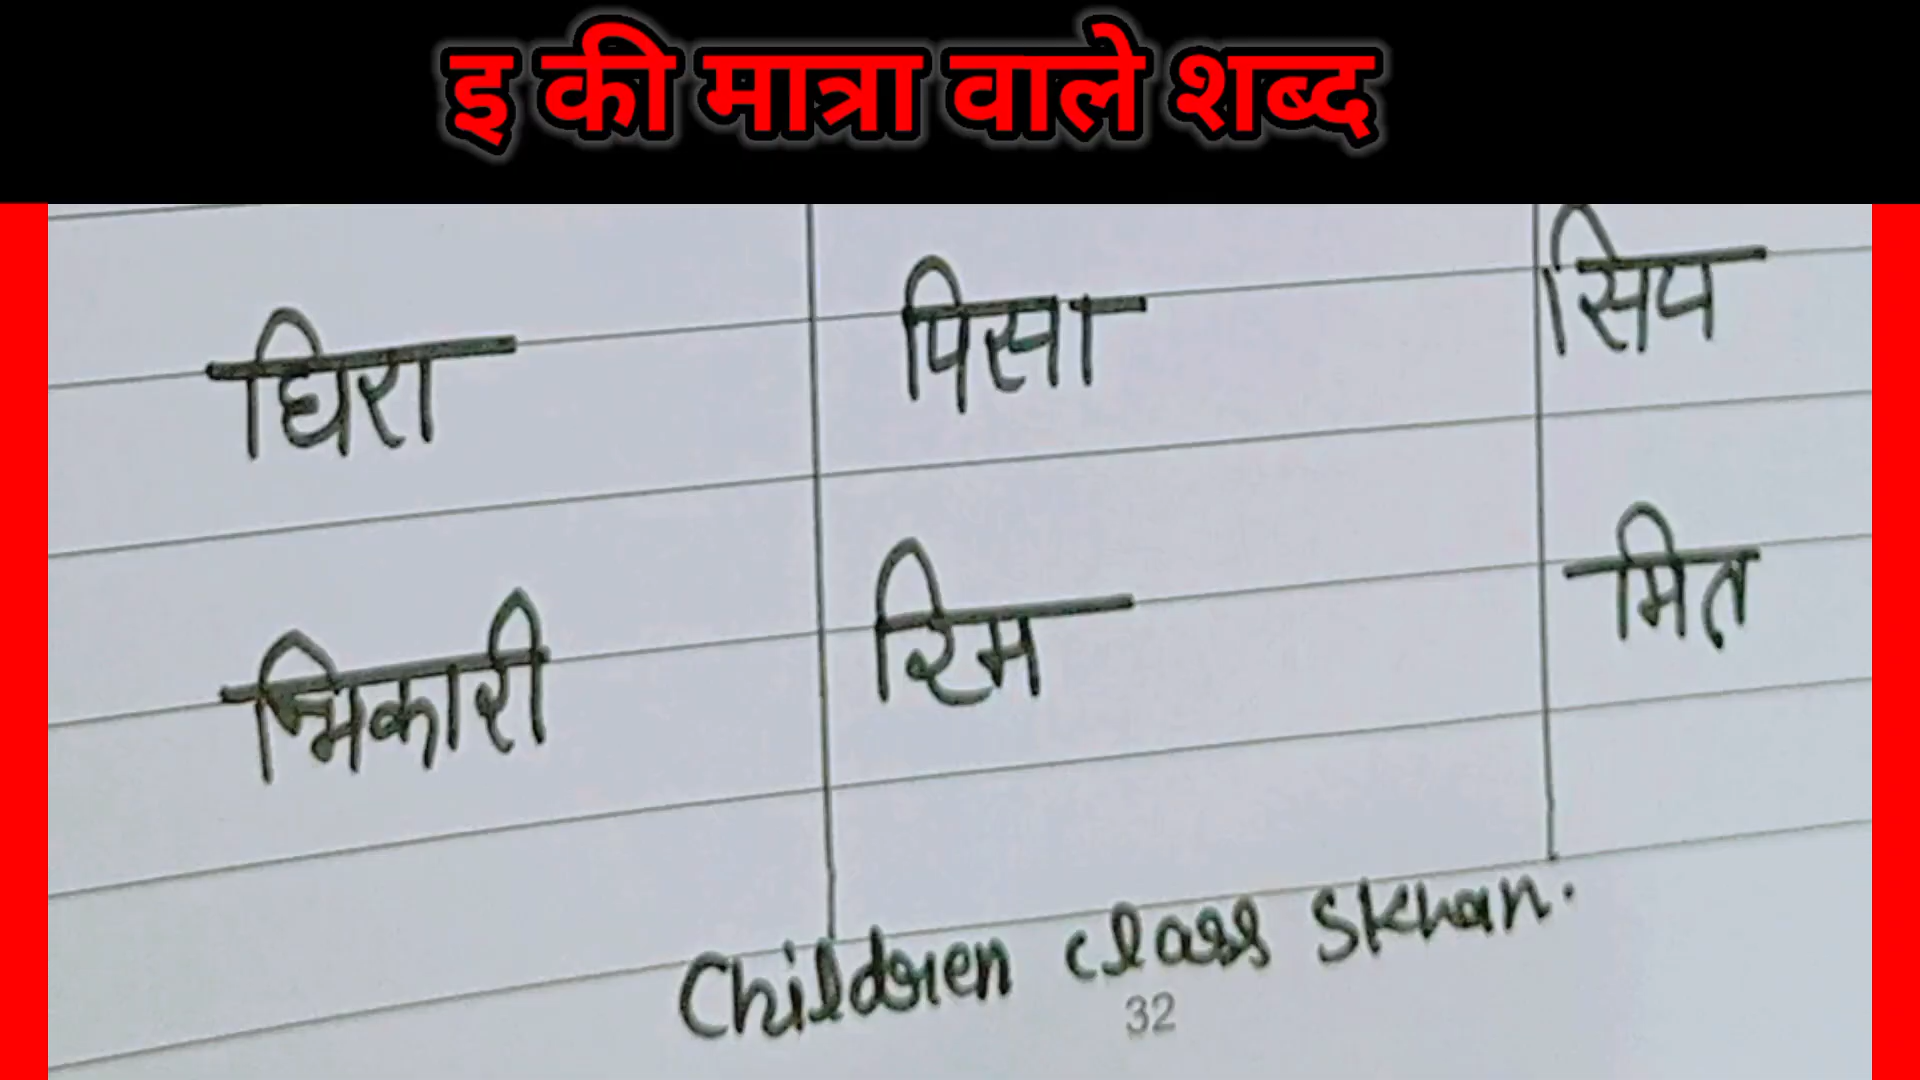 इ की मात्रा वाले शब्द
घिरा पिसा सिय
भिकारी रिम मित
Children class Skhan.
32